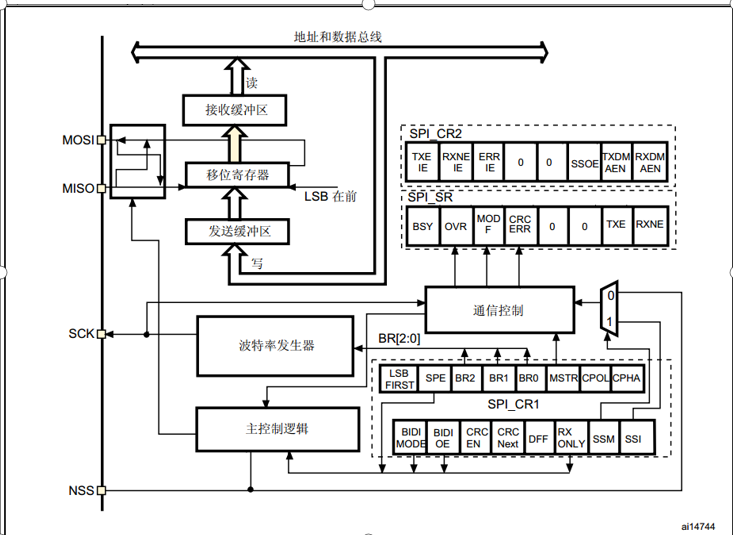 地址和数据总线
读
接收缓冲区
MOSI
移位寄存器
MISO
LSB 在前
发送缓冲区
写
SPI_CR2
TXE IE
RXNE IE
ERR IE
0
0
SSOE
TXDM AEN
RXDM AEN
SPI_SR
BSY
OVR
MOD F
CRC ERR
0
0
TXE
RXNE
通信控制
0
1
SCK
波特率发生器
BR[2:0]
LSB FIRST
SPE
BR2
BR1
BR0
MSTR
CPOL
CPHA
SPI_CR1
主控制逻辑
BIDI MODE
BIDI OE
CRC EN
CRC Next
DFF
RX ONLY
SSM
SSI
NSS
ai14744